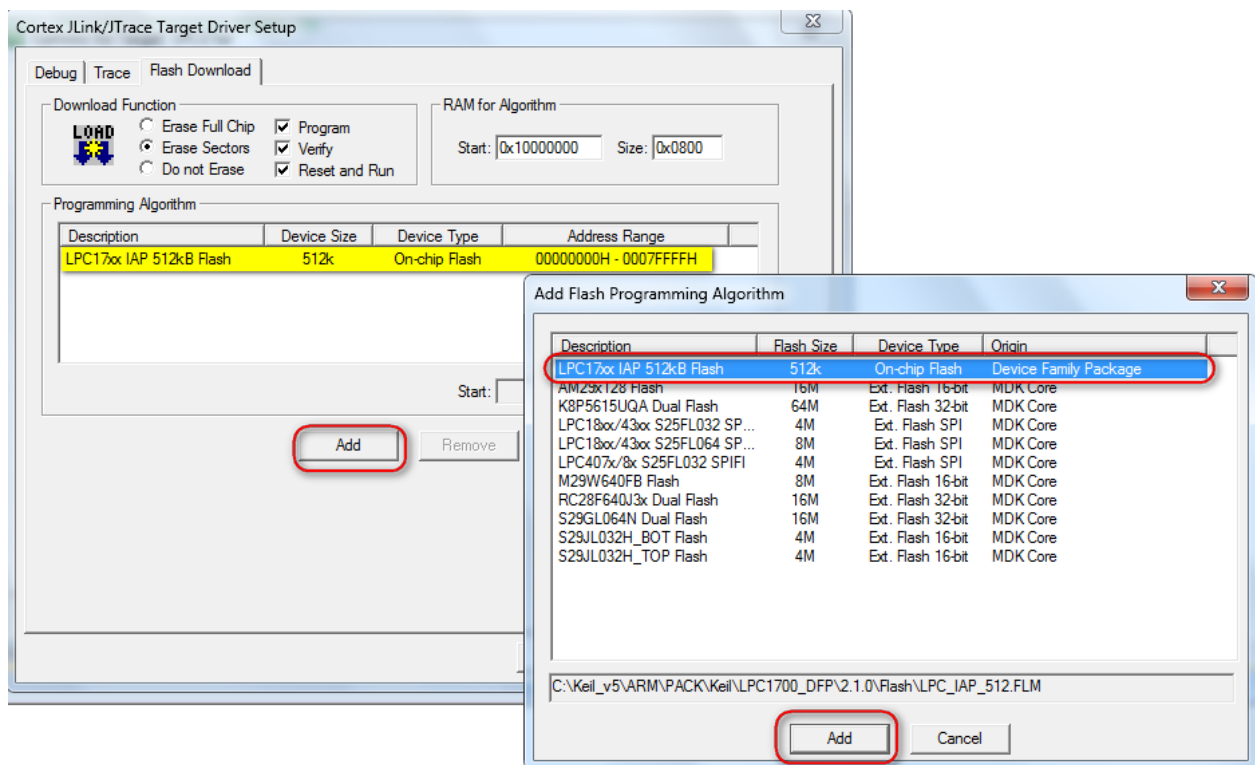 Cortex JLink/JTrace Target Driver Setup
Debug Trace Flash Download
Download Function
LOAD
Erase Full Chip
Erase Sectors
Do not Erase
Program
Verify
Reset and Run
RAM for Algorithm
Start: 0x10000000 Size: 0x0800
Programming Algorithm
Description Device Size Device Type Address Range
LPC17xx IAP 512kB Flash 512k On-chip Flash 00000000H - 0007FFFFH
Start:
Add Remove
Add Flash Programming Algorithm
Description Flash Size Device Type Origin
LPC17xx IAP 512kB Flash 512k On-chip Flash Device Family Package
AM29x128 Flash 16M Ext. Flash 16-bit MDK Core
K8P5615UQA Dual Flash 64M Ext. Flash 32-bit MDK Core
LPC18xx/43xx S25FL032 SP... 4M Ext. Flash SPI MDK Core
LPC18xx/43xx S25FL064 SP... 8M Ext. Flash SPI MDK Core
LPC407x/8x S25FL032 SPIFI 4M Ext. Flash SPI MDK Core
M29W640FB Flash 8M Ext. Flash 16-bit MDK Core
RC28F640J3x Dual Flash 16M Ext. Flash 32-bit MDK Core
S29GL064N Dual Flash 16M Ext. Flash 32-bit MDK Core
S29JL032H_BOT Flash 4M Ext. Flash 16-bit MDK Core
S29JL032H_TOP Flash 4M Ext. Flash 16-bit MDK Core
C:\Keil_v5\ARM\PACK\Keil\LPC1700_DFP\2.1.0\Flash\LPC_IAP_512.FLM
Add Cancel